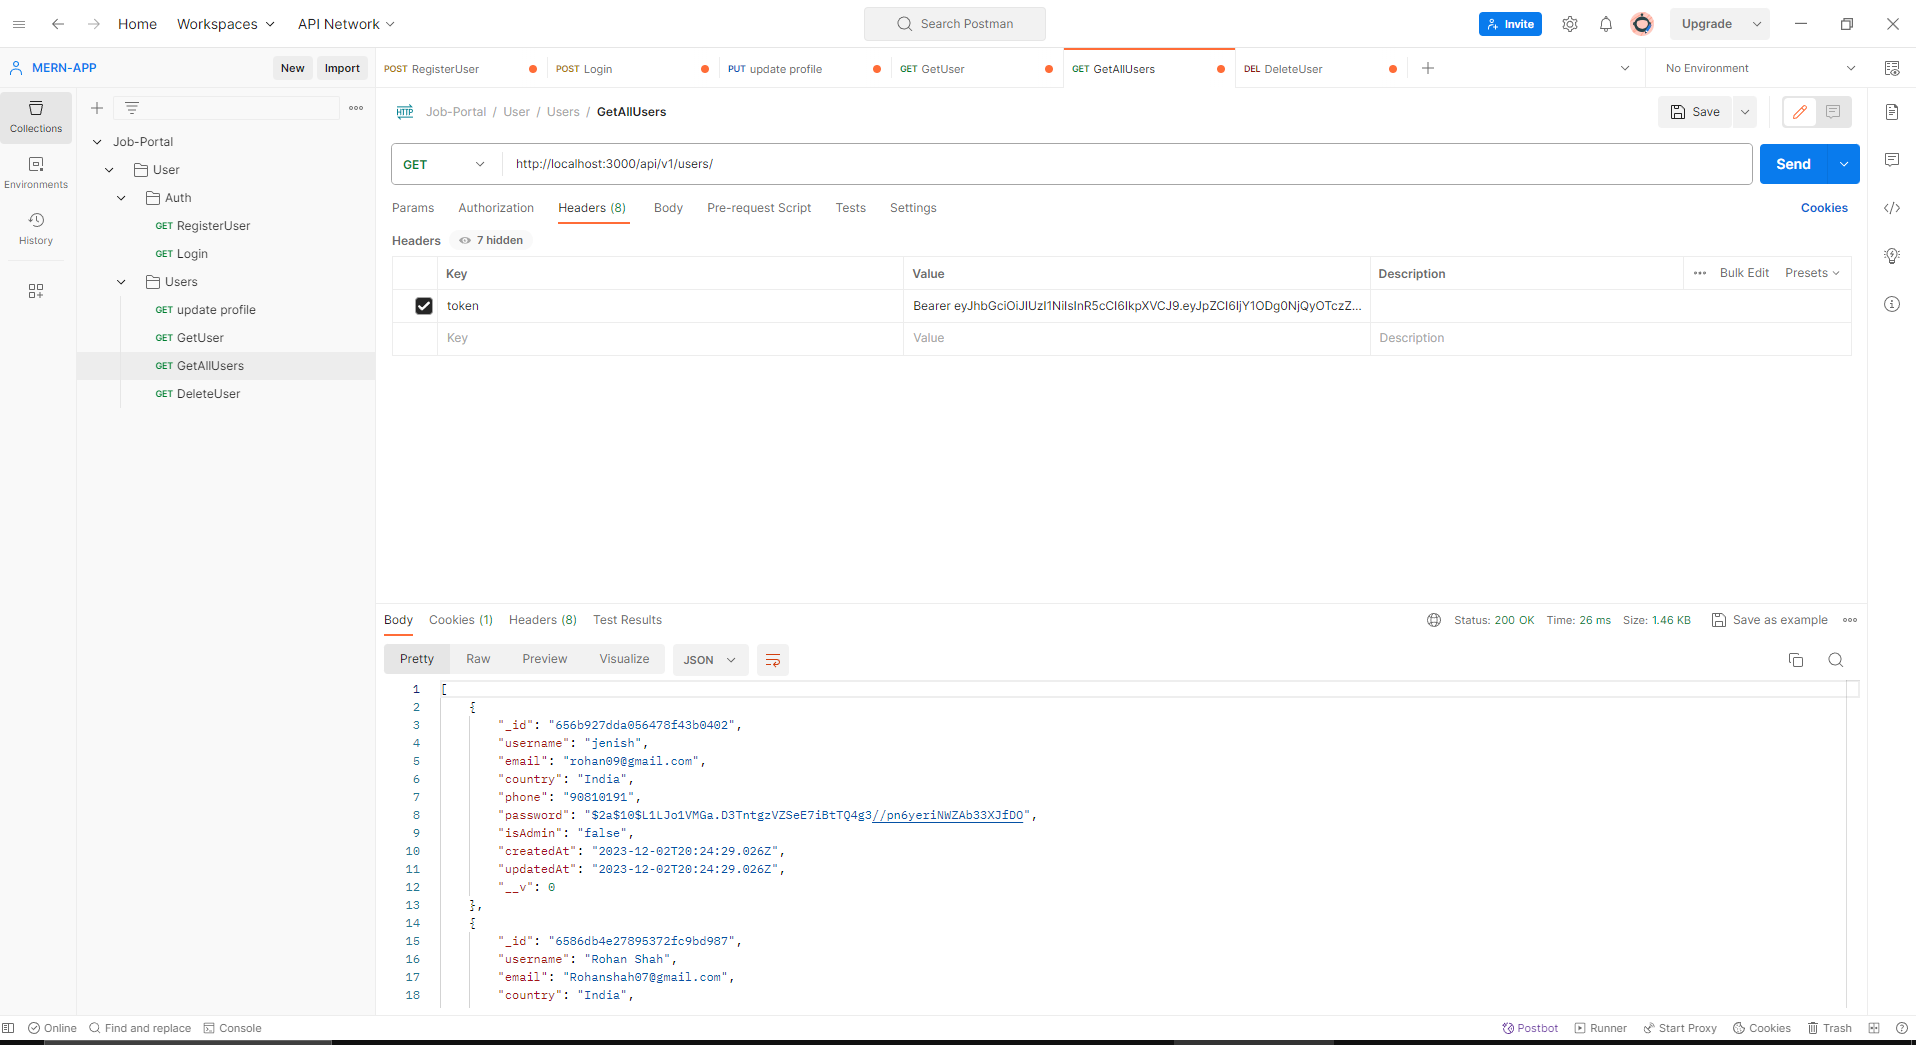 Home Workspaces API Network Search Postman Invite Upgrade
MERN-APP New Import POST RegisterUser POST Login PUT update profile GET GetUser GET GetAllUsers DEL DeleteUser No Environment
Collections
Environments
History
Job-Portal
User
Auth
GET RegisterUser
GET Login
Users
GET update profile
GET GetUser
GET GetAllUsers
GET DeleteUser
HTTP Job-Portal / User / Users / GetAllUsers Save
GET http://localhost:3000/api/v1/users/ Send
Params Authorization Headers (8) Body Pre-request Script Tests Settings Cookies
Headers 7 hidden
Key Value Description Bulk Edit Presets
token Bearer eyJhbGciOiJIUzI1NiIsInR5cCI6IkpXVCJ9.eyJpZCI6IjY1ODg0NjQyOTczZ...
Key Value Description
Body Cookies (1) Headers (8) Test Results Status: 200 OK Time: 26 ms Size: 1.46 KB Save as example
Pretty Raw Preview Visualize JSON
1 [
2 {
3 "_id": "656b927dda056478f43b0402",
4 "username": "jenish",
5 "email": "rohan09@gmail.com",
6 "country": "India",
7 "phone": "90810191",
8 "password": "$2a$10$L1LJo1VMGa.D3TntgzVZSeE7iBtTQ4g3//pn6yeriNWZAb33XJfDO",
9 "isAdmin": "false",
10 "createdAt": "2023-12-02T20:24:29.026Z",
11 "updatedAt": "2023-12-02T20:24:29.026Z",
12 "__v": 0
13 },
14 {
15 "_id": "6586db4e27895372fc9bd987",
16 "username": "Rohan Shah",
17 "email": "Rohanshah07@gmail.com",
18 "country": "India",
Online Find and replace Console Postbot Runner Start Proxy Cookies Trash